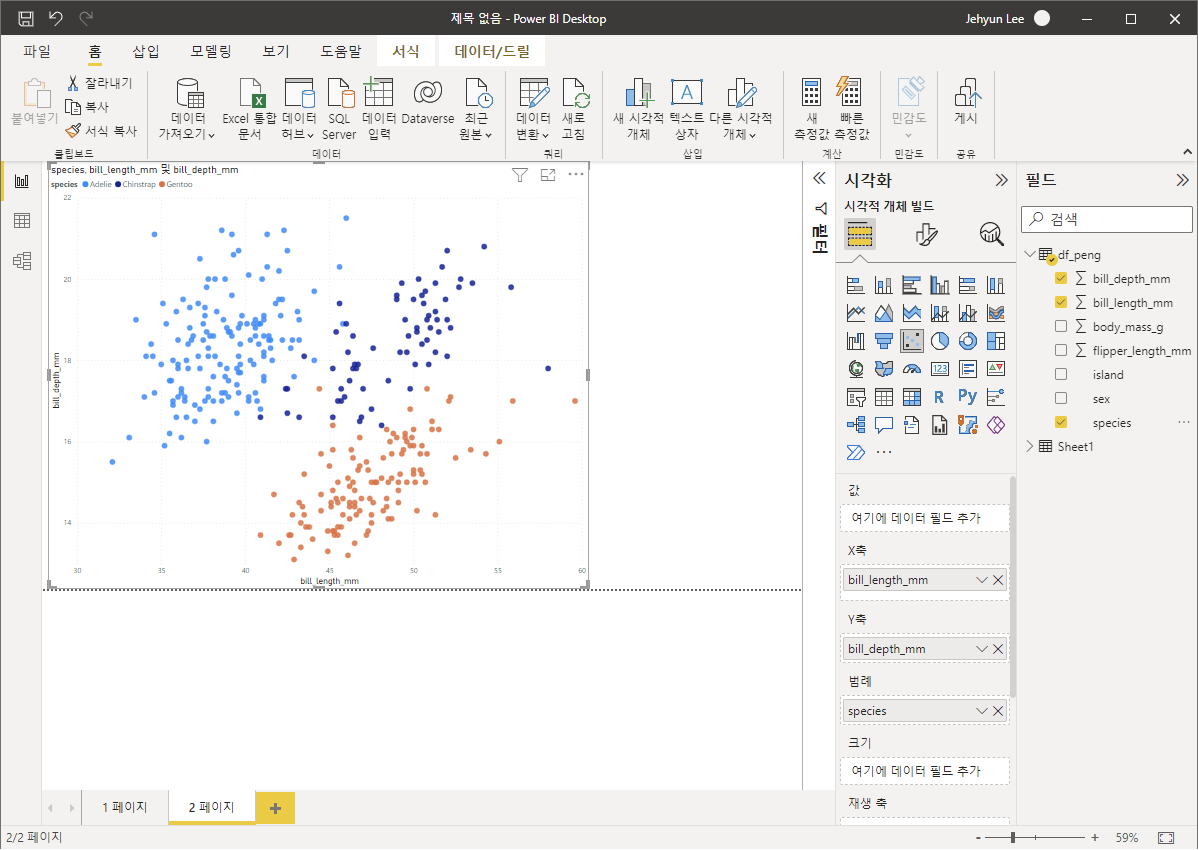 제목 없음 - Power BI Desktop
Jehyun Lee
파일 홈 삽입 모델링 보기 도움말 서식 데이터/드릴
붙여넣기
잘라내기
복사
서식 복사
클립보드
데이터 가져오기
Excel 통합 문서
데이터 허브
SQL Server
데이터 입력
Dataverse
최근 원본
데이터
데이터 변환
새로 고침
쿼리
새 시각적 개체
텍스트 상자
다른 시각적 개체
삽입
새 측정값
빠른 측정값
계산
민감도
민감도
게시
공유
species, bill_length_mm 및 bill_depth_mm
species Adelie Chinstrap Gentoo
22
20
18
16
14
bill_depth_mm
30 35 40 45 50 55 60
bill_length_mm
필터
시각화
시각적 개체 빌드
123
R
Py
값
여기에 데이터 필드 추가
X축
bill_length_mm
Y축
bill_depth_mm
범례
species
크기
여기에 데이터 필드 추가
재생 축
필드
검색
df_peng
bill_depth_mm
bill_length_mm
body_mass_g
flipper_length_mm
island
sex
species
Sheet1
1 페이지
2 페이지
2/2 페이지
59%